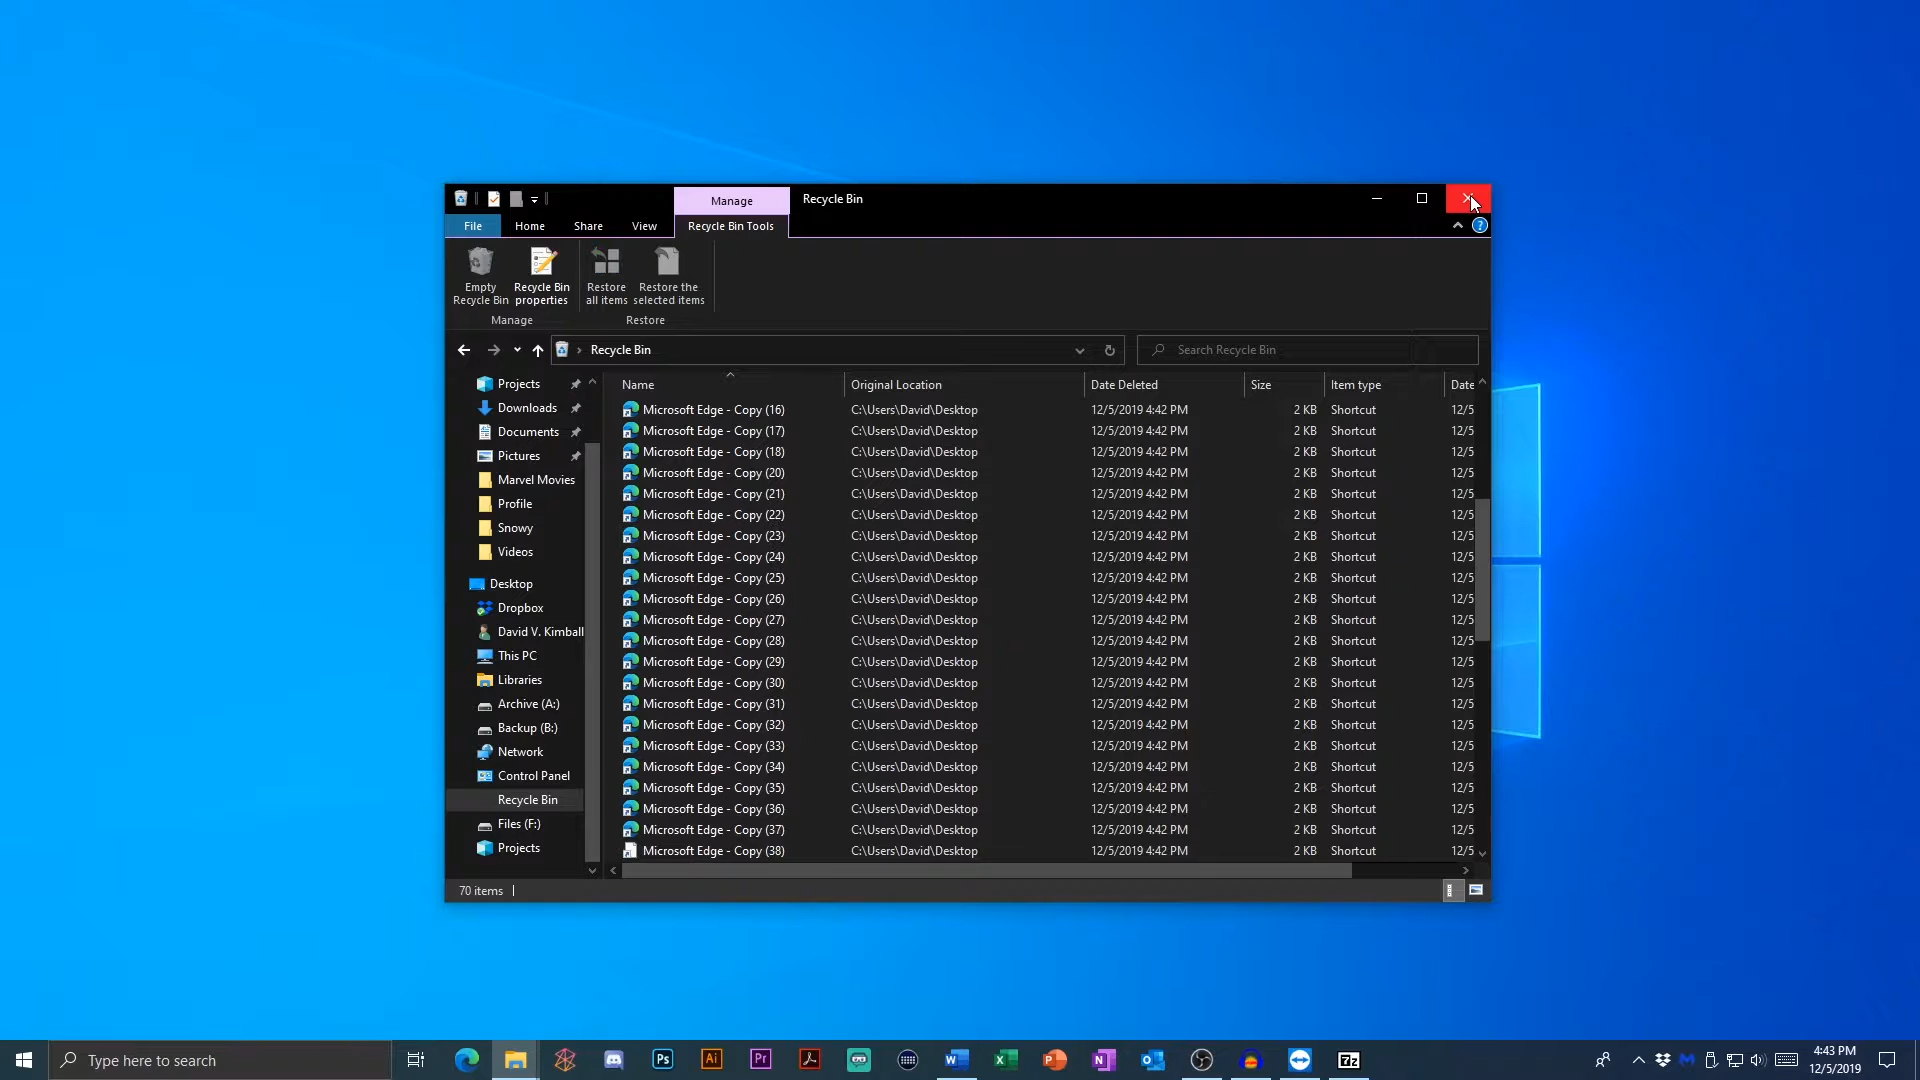 Manage
Recycle Bin
File
Home
Share
View
Recycle Bin Tools
Empty
Recycle Bin
Recycle Bin
properties
Restore
all items
Restore the
selected items
Manage
Restore
Recycle Bin
Search Recycle Bin
Projects
Downloads
Documents
Pictures
Marvel Movies
Profile
Snowy
Videos
Desktop
Dropbox
David V. Kimball
This PC
Libraries
Archive (A:)
Backup (B:)
Network
Control Panel
Recycle Bin
Files (F:)
Projects
Name Original Location Date Deleted Size Item type Date
Microsoft Edge - Copy (16) C:\Users\David\Desktop 12/5/2019 4:42 PM 2 KB Shortcut 12/5
Microsoft Edge - Copy (17) C:\Users\David\Desktop 12/5/2019 4:42 PM 2 KB Shortcut 12/5
Microsoft Edge - Copy (18) C:\Users\David\Desktop 12/5/2019 4:42 PM 2 KB Shortcut 12/5
Microsoft Edge - Copy (20) C:\Users\David\Desktop 12/5/2019 4:42 PM 2 KB Shortcut 12/5
Microsoft Edge - Copy (21) C:\Users\David\Desktop 12/5/2019 4:42 PM 2 KB Shortcut 12/5
Microsoft Edge - Copy (22) C:\Users\David\Desktop 12/5/2019 4:42 PM 2 KB Shortcut 12/5
Microsoft Edge - Copy (23) C:\Users\David\Desktop 12/5/2019 4:42 PM 2 KB Shortcut 12/5
Microsoft Edge - Copy (24) C:\Users\David\Desktop 12/5/2019 4:42 PM 2 KB Shortcut 12/5
Microsoft Edge - Copy (25) C:\Users\David\Desktop 12/5/2019 4:42 PM 2 KB Shortcut 12/5
Microsoft Edge - Copy (26) C:\Users\David\Desktop 12/5/2019 4:42 PM 2 KB Shortcut 12/5
Microsoft Edge - Copy (27) C:\Users\David\Desktop 12/5/2019 4:42 PM 2 KB Shortcut 12/5
Microsoft Edge - Copy (28) C:\Users\David\Desktop 12/5/2019 4:42 PM 2 KB Shortcut 12/5
Microsoft Edge - Copy (29) C:\Users\David\Desktop 12/5/2019 4:42 PM 2 KB Shortcut 12/5
Microsoft Edge - Copy (30) C:\Users\David\Desktop 12/5/2019 4:42 PM 2 KB Shortcut 12/5
Microsoft Edge - Copy (31) C:\Users\David\Desktop 12/5/2019 4:42 PM 2 KB Shortcut 12/5
Microsoft Edge - Copy (32) C:\Users\David\Desktop 12/5/2019 4:42 PM 2 KB Shortcut 12/5
Microsoft Edge - Copy (33) C:\Users\David\Desktop 12/5/2019 4:42 PM 2 KB Shortcut 12/5
Microsoft Edge - Copy (34) C:\Users\David\Desktop 12/5/2019 4:42 PM 2 KB Shortcut 12/5
Microsoft Edge - Copy (35) C:\Users\David\Desktop 12/5/2019 4:42 PM 2 KB Shortcut 12/5
Microsoft Edge - Copy (36) C:\Users\David\Desktop 12/5/2019 4:42 PM 2 KB Shortcut 12/5
Microsoft Edge - Copy (37) C:\Users\David\Desktop 12/5/2019 4:42 PM 2 KB Shortcut 12/5
Microsoft Edge - Copy (38) C:\Users\David\Desktop 12/5/2019 4:42 PM 2 KB Shortcut 12/5
70 items
Type here to search
Ps
Ai
Pr
7z
4:43 PM
12/5/2019